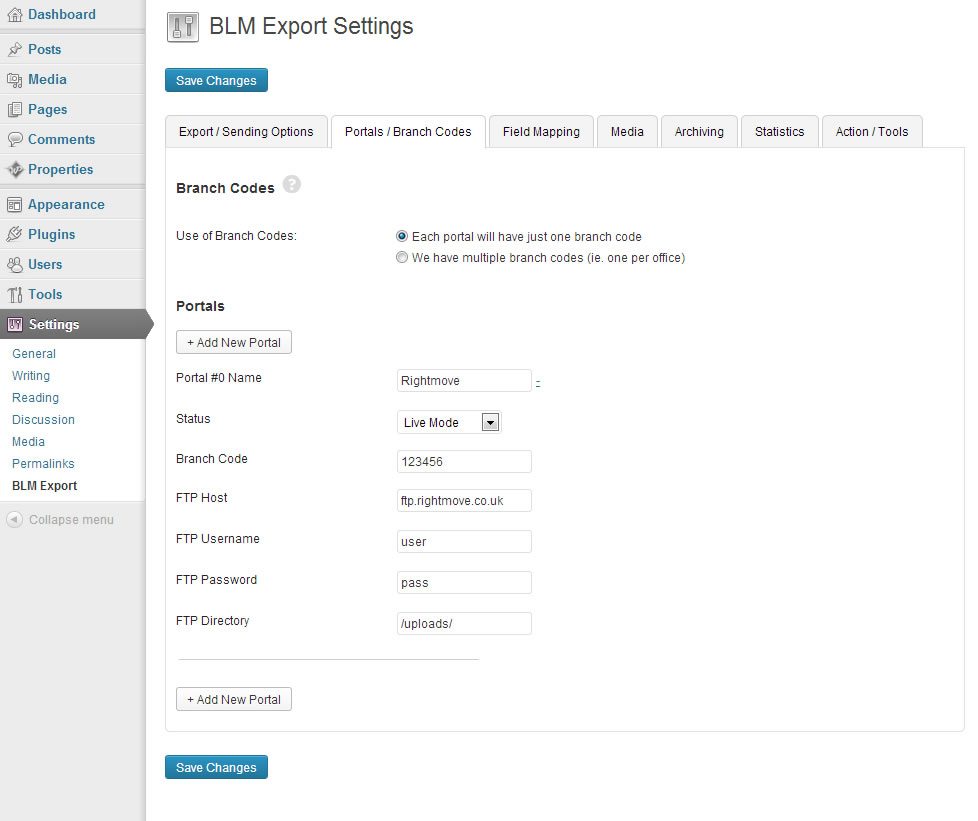 Dashboard
Posts
Media
Pages
Comments
Properties
Appearance
Plugins
Users
Tools
Settings
General
Writing
Reading
Discussion
Media
Permalinks
BLM Export
Collapse menu
BLM Export Settings
Save Changes
Export / Sending Options Portals / Branch Codes Field Mapping Media Archiving Statistics Action / Tools
Branch Codes ?
Use of Branch Codes: Each portal will have just one branch code
We have multiple branch codes (ie. one per office)
Portals
+ Add New Portal
Portal #0 Name Rightmove -
Status Live Mode
Branch Code 123456
FTP Host ftp.rightmove.co.uk
FTP Username user
FTP Password pass
FTP Directory /uploads/
+ Add New Portal
Save Changes